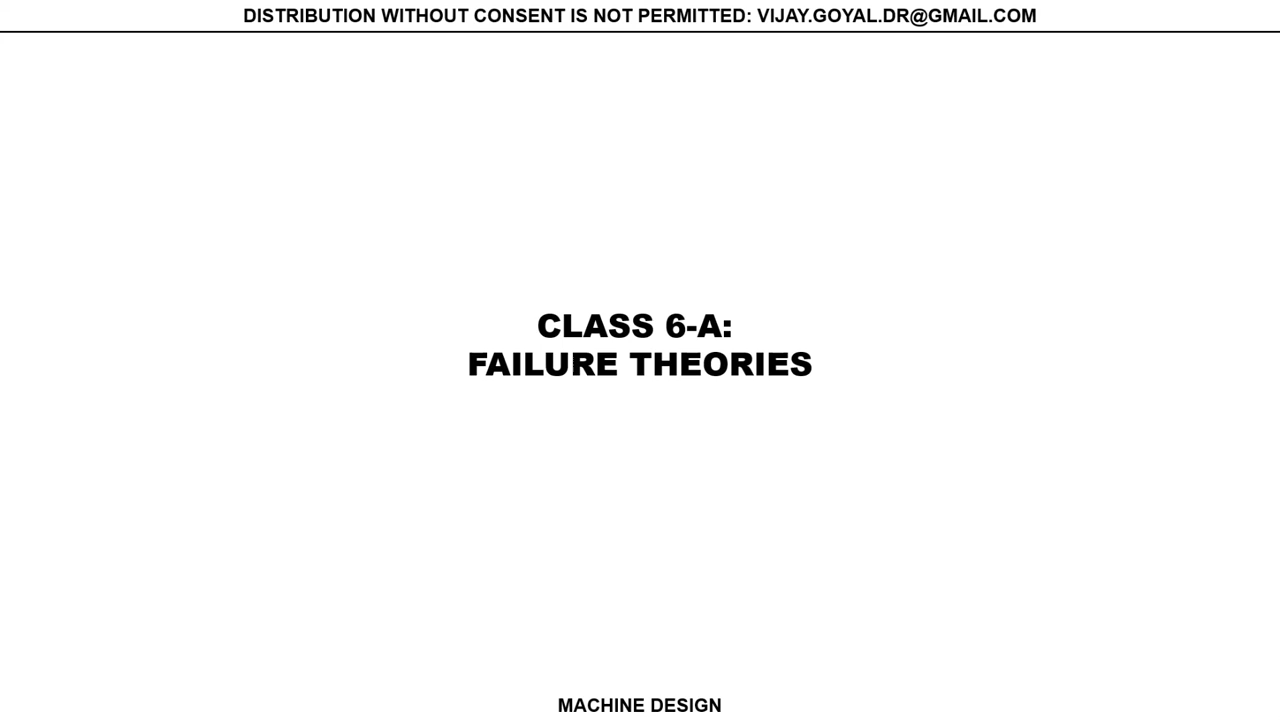 DISTRIBUTION WITHOUT CONSENT IS NOT PERMITTED: VIJAY.GOYAL.DR@GMAIL.COM
CLASS 6-A:
FAILURE THEORIES
MACHINE DESIGN